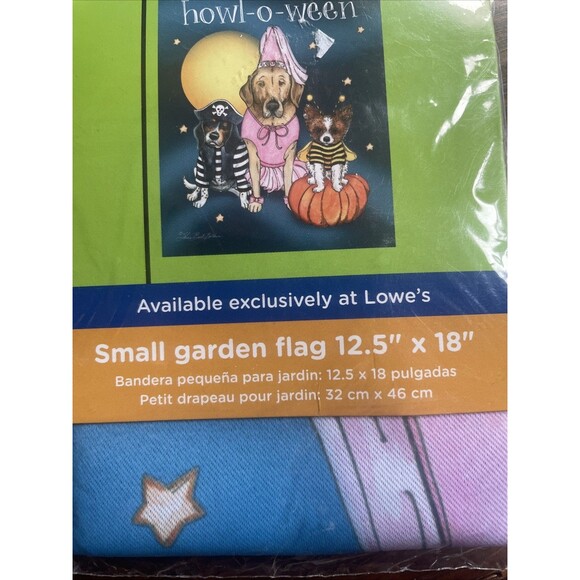 howl-o-ween
Available exclusively at Lowe's
Small garden flag 12.5" x 18"
Bandera pequeña para jardin: 12.5 x 18 pulgadas
Petit drapeau pour jardin: 32 cm x 46 cm